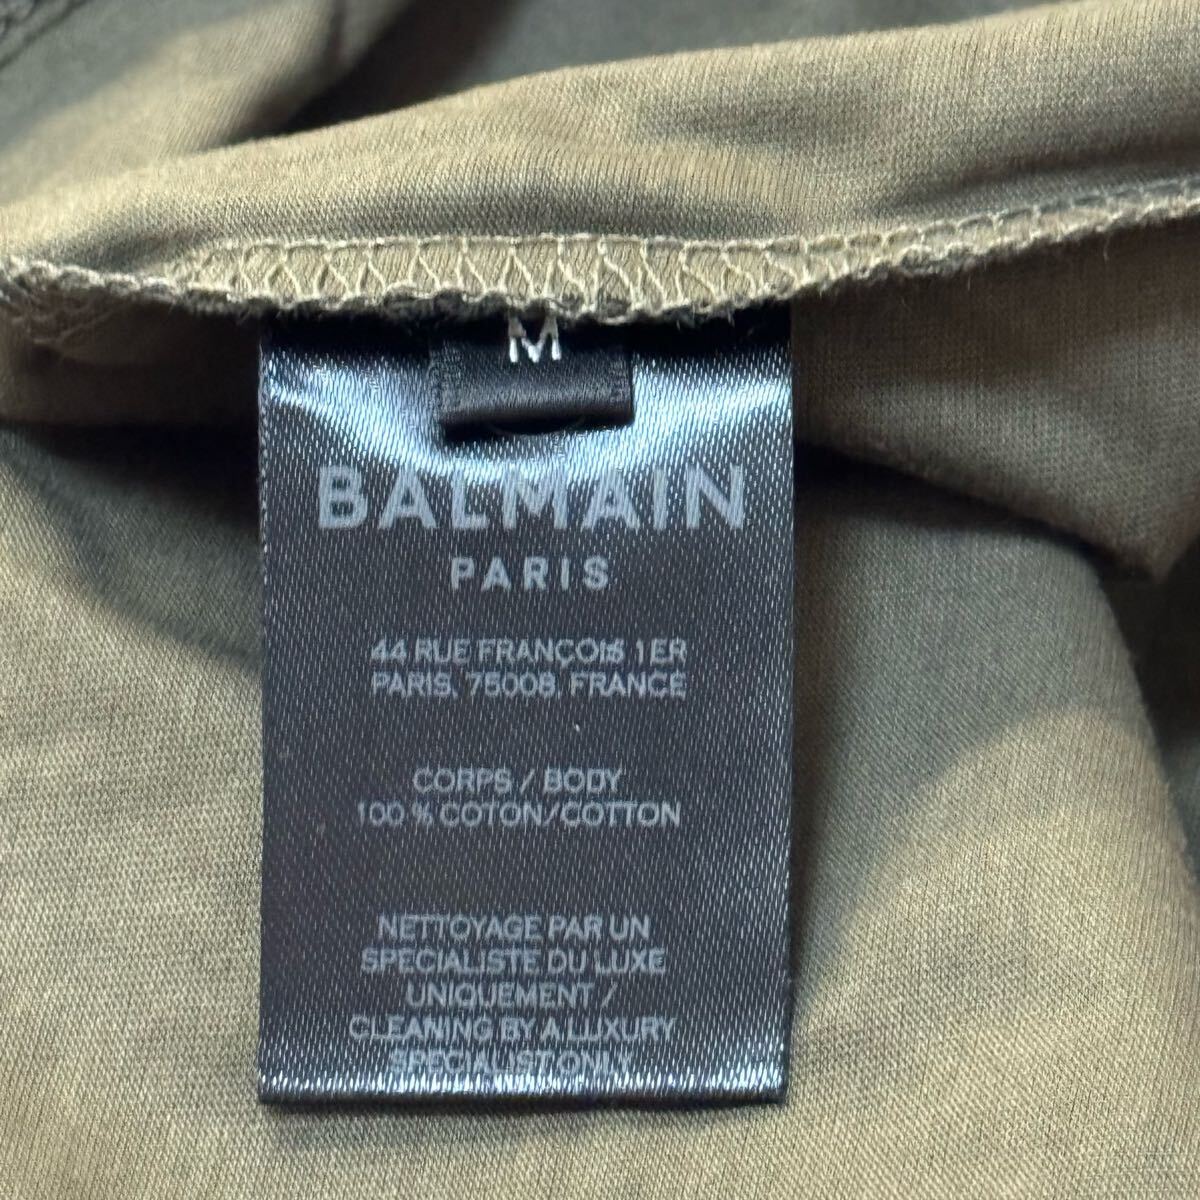 M
BALMAIN
PARIS
44 RUE FRANÇOIS 1ER
PARIS, 75008, FRANCE
CORPS / BODY
100 % COTON/COTTON
NETTOYAGE PAR UN
SPECIALISTE DU LUXE
UNIQUEMENT /
CLEANING BY A LUXURY
SPECIALIST ONLY